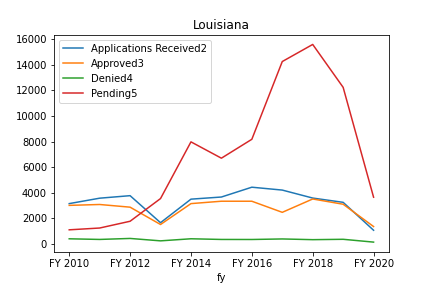 Louisiana
16000
14000
12000
10000
8000
6000
4000
2000
0
Applications Received2
Approved3
Denied4
Pending5
FY 2010 FY 2012 FY 2014 FY 2016 FY 2018 FY 2020
fy